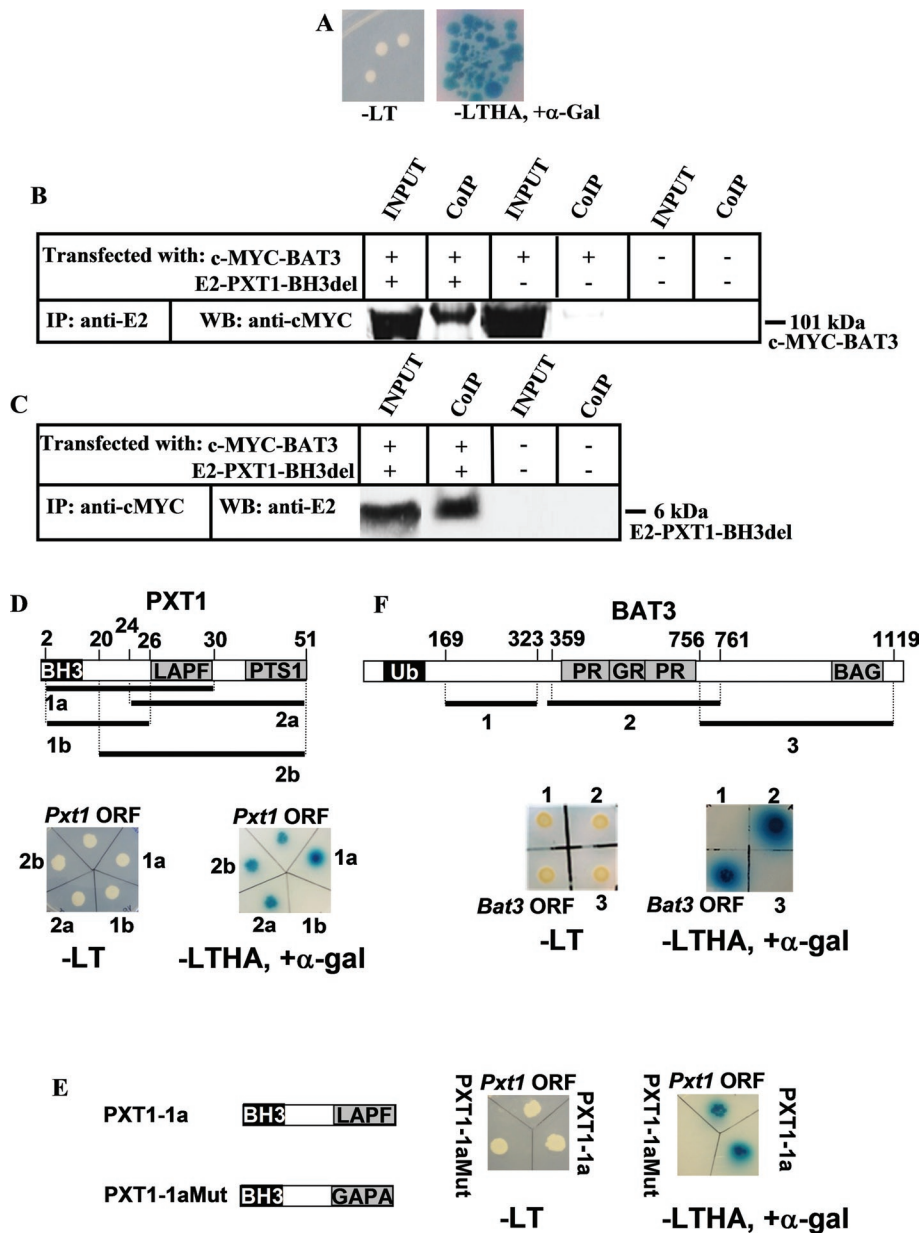 A
-LT
-LTHA, +α-Gal
B
INPUT
CoIP
INPUT
CoIP
INPUT
CoIP
Transfected with: c-MYC-BAT3 + + + + - -
E2-PXT1-BH3del + + - - - -
IP: anti-E2 WB: anti-cMYC
101 kDa
c-MYC-BAT3
C
INPUT
CoIP
INPUT
CoIP
Transfected with: c-MYC-BAT3 + + - -
E2-PXT1-BH3del + + - -
IP: anti-cMYC WB: anti-E2
6 kDa
E2-PXT1-BH3del
D
PXT1
2 20 24 26 30 51
BH3 LAPF PTS1
1a
2a
1b
2b
Pxt1 ORF
2b 1a
2a 1b
-LT
Pxt1 ORF
2b 1a
2a 1b
-LTHA, +α-gal
F
BAT3
169 323 359 756 761 1119
Ub PR GR PR BAG
1 2
3
1 2
Bat3 ORF 3
-LT
1 2
Bat3 ORF 3
-LTHA, +α-gal
E
PXT1-1a BH3 LAPF
PXT1-1aMut BH3 GAPA
Pxt1 ORF
PXT1-1aMut
PXT1-1a
-LT
Pxt1 ORF
PXT1-1aMut
PXT1-1a
-LTHA, +α-gal